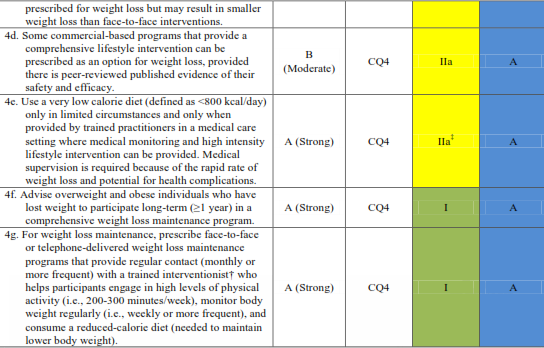 prescribed for weight loss but may result in smaller
weight loss than face-to-face interventions.
4d. Some commercial-based programs that provide a
comprehensive lifestyle intervention can be
prescribed as an option for weight loss, provided
there is peer-reviewed published evidence of their
safety and efficacy.
B
(Moderate)
CQ4
IIa
A
4e. Use a very low calorie diet (defined as <800 kcal/day)
only in limited circumstances and only when
provided by trained practitioners in a medical care
setting where medical monitoring and high intensity
lifestyle intervention can be provided. Medical
supervision is required because of the rapid rate of
weight loss and potential for health complications.
A (Strong)
CQ4
IIa‡
A
4f. Advise overweight and obese individuals who have
lost weight to participate long-term (≥1 year) in a
comprehensive weight loss maintenance program.
A (Strong)
CQ4
I
A
4g. For weight loss maintenance, prescribe face-to-face
or telephone-delivered weight loss maintenance
programs that provide regular contact (monthly or
more frequent) with a trained interventionist† who
helps participants engage in high levels of physical
activity (i.e., 200-300 minutes/week), monitor body
weight regularly (i.e., weekly or more frequent), and
consume a reduced-calorie diet (needed to maintain
lower body weight).
A (Strong)
CQ4
I
A